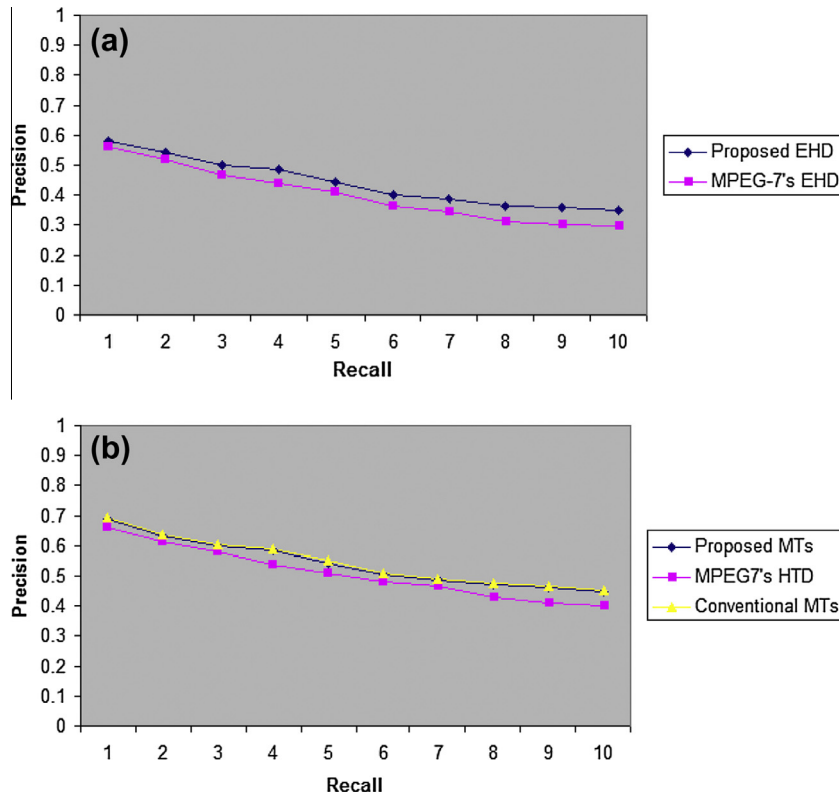 (a)
1
0.9
0.8
0.7
0.6
0.5
0.4
0.3
0.2
0.1
0
Precision
1 2 3 4 5 6 7 8 9 10
Recall
Proposed EHD
MPEG-7's EHD
(b)
1
0.9
0.8
0.7
0.6
0.5
0.4
0.3
0.2
0.1
0
Precision
1 2 3 4 5 6 7 8 9 10
Recall
Proposed MTs
MPEG7's HTD
Conventional MTs